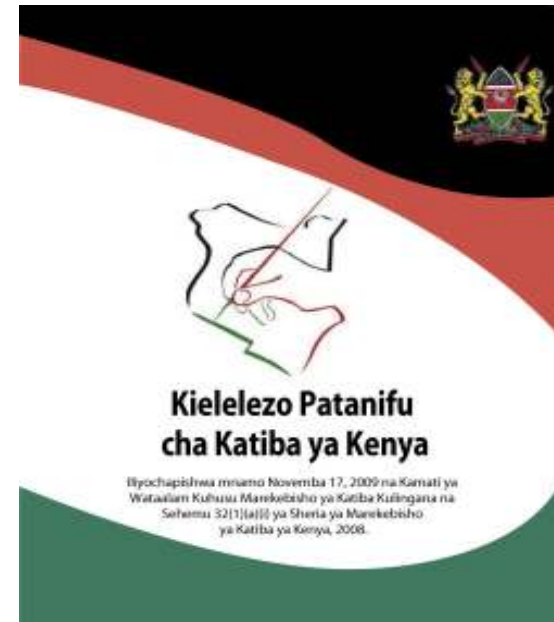 Kielelezo Patanifu
cha Katiba ya Kenya
Iliyochapishwa mnamo Novemba 17, 2009 na Kamati ya
Wataalam Kuhusu Marekebisho ya Katiba Kulingana na
Sehemu 32(1)(a)(i) ya Sheria ya Marekebisho
ya Katiba ya Kenya, 2008.